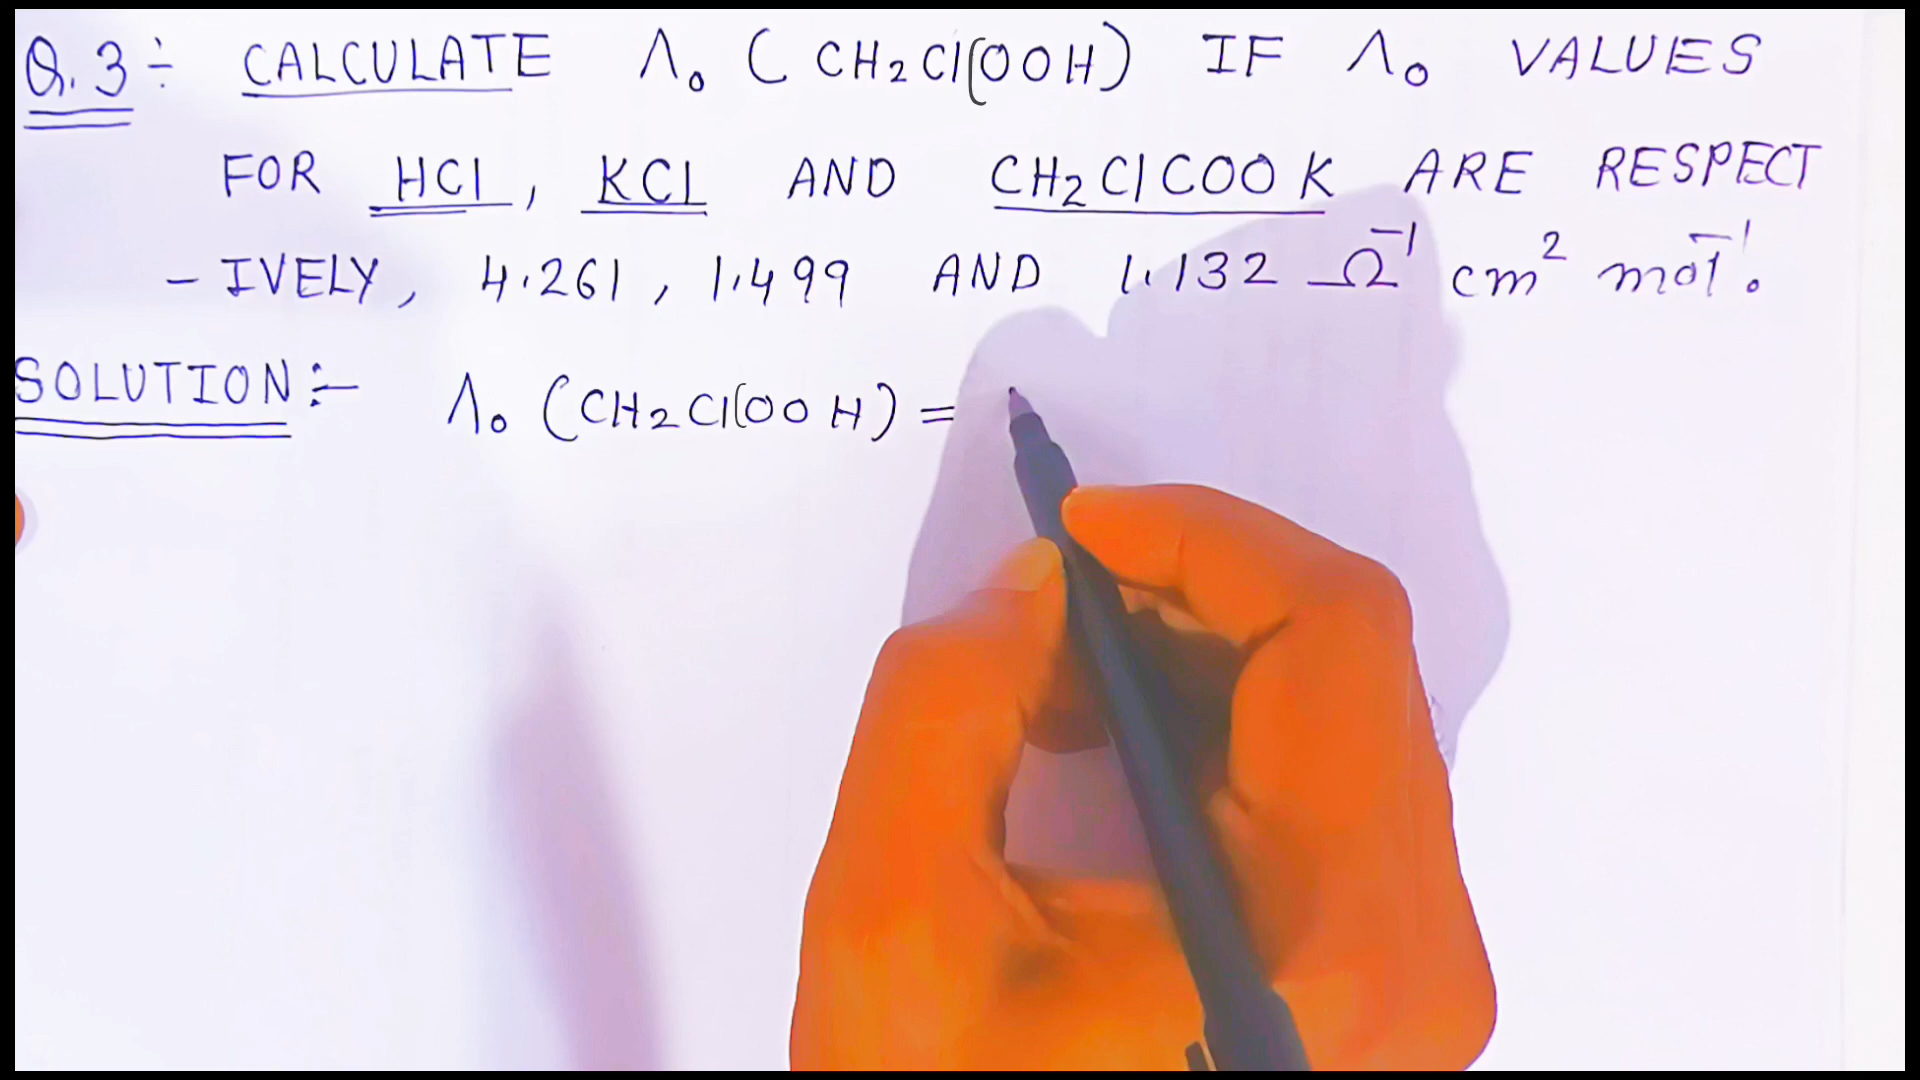 Q.3:- CALCULATE Λ₀ (CH₂ClCOOH) IF Λ₀ VALUES
FOR HCl, KCL AND CH₂ClCOOK ARE RESPECT
-IVELY, 4.261, 1.499 AND 1.132 Ω⁻¹ cm² mol⁻¹.
SOLUTION:- Λ₀ (CH₂ClCOOH) =